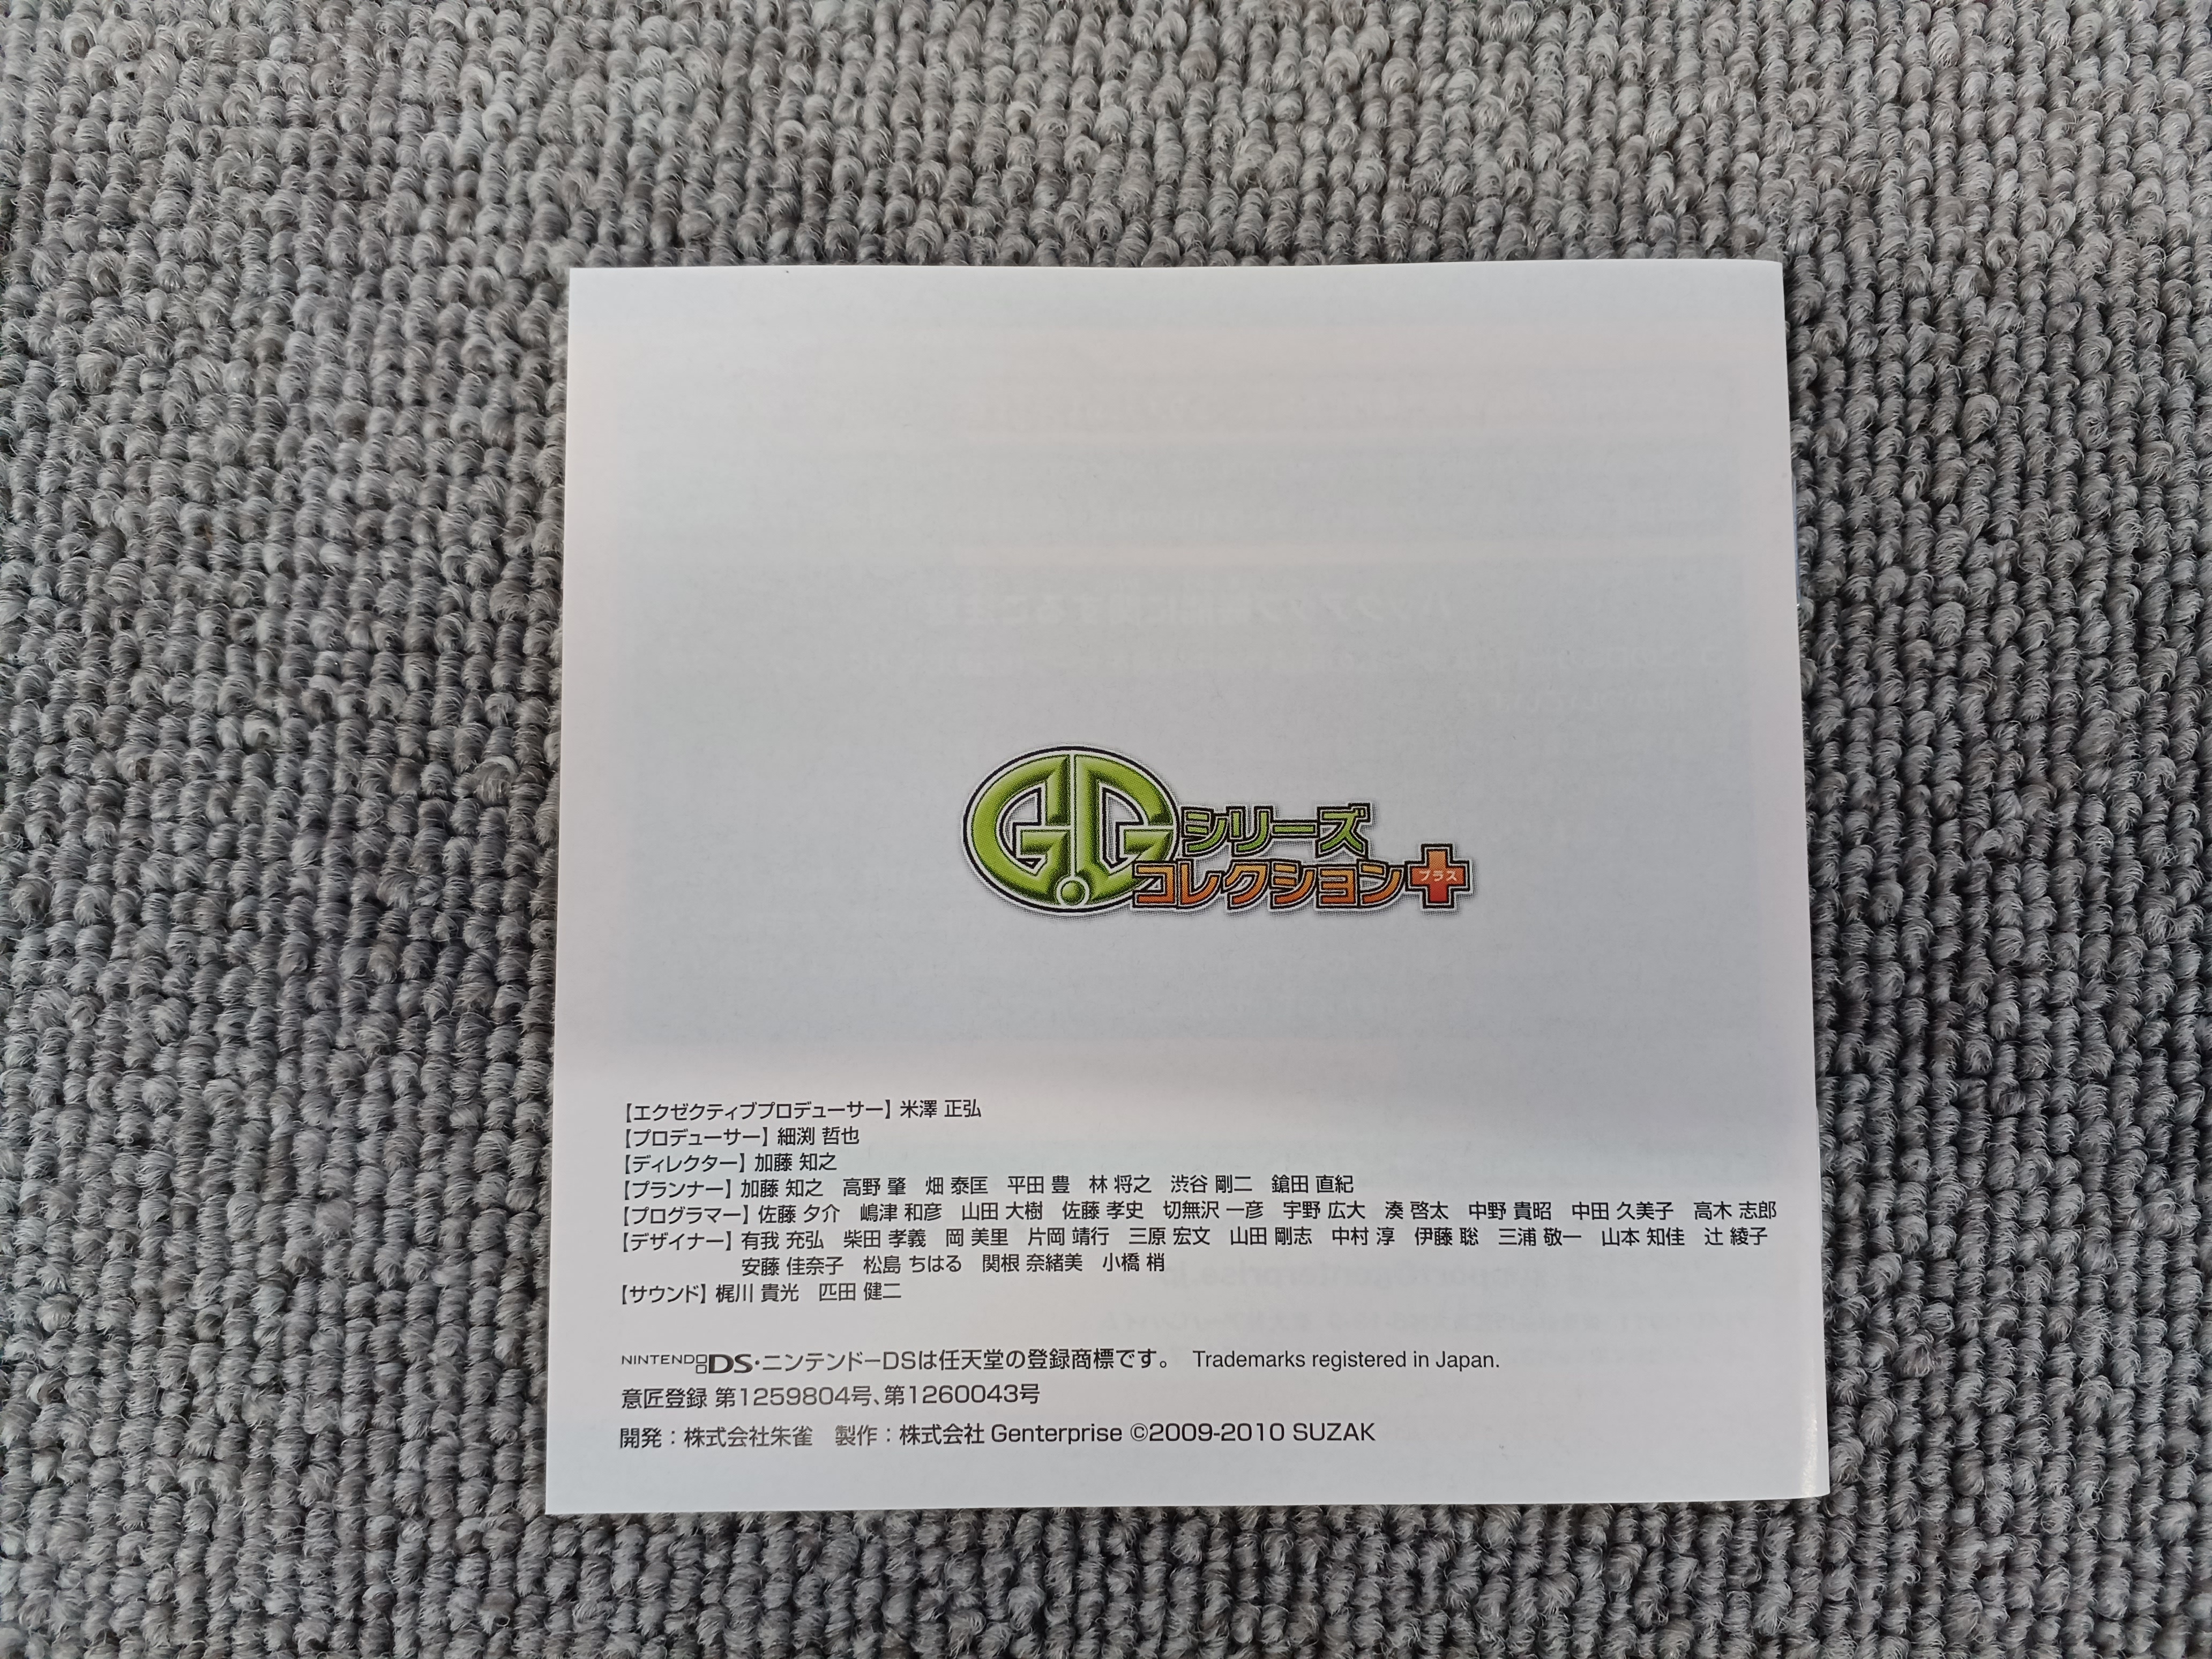 G.G
シリーズ
コレクション
プラス
【エクゼクティブプロデューサー】 米澤 正弘
【プロデューサー】 細渕 哲也
【ディレクター】 加藤 知之
【プランナー】 加藤 知之　高野 肇　畑 泰匡　平田 豊　林 将之　渋谷 剛二　鎗田 直紀
【プログラマー】 佐藤 夕介　嶋津 和彦　山田 大樹　佐藤 孝史　切無沢 一彦　宇野 広大　湊 啓太　中野 貴昭　中田 久美子　高木 志郎
【デザイナー】 有我 充弘　柴田 孝義　岡 美里　片岡 靖行　三原 宏文　山田 剛志　中村 淳　伊藤 聡　三浦 敬一　山本 知佳　辻 綾子
安藤 佳奈子　松島 ちはる　関根 奈緒美　小橋 梢
【サウンド】 梶川 貴光　匹田 健二
NINTENDO DS・ニンテンドーDSは任天堂の登録商標です。 Trademarks registered in Japan.
意匠登録 第1259804号、第1260043号
開発：株式会社朱雀　製作：株式会社 Genterprise ©2009-2010 SUZAK